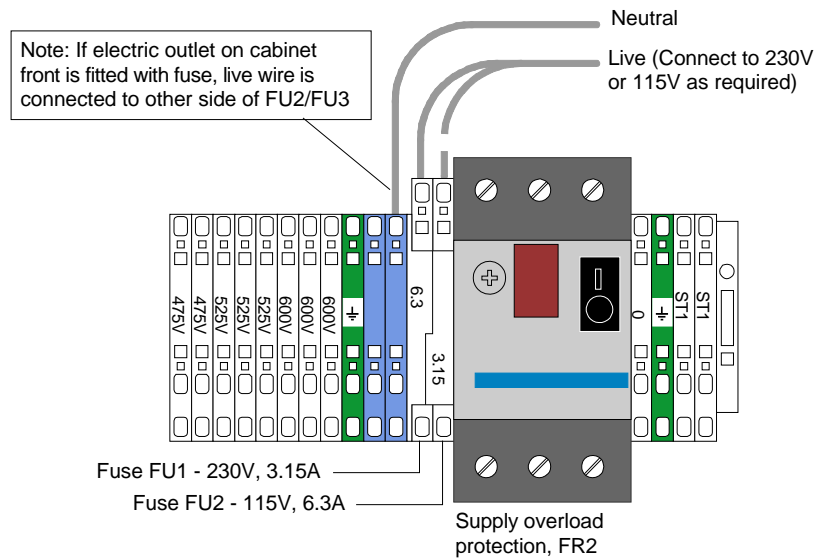 Neutral
Note: If electric outlet on cabinet
front is fitted with fuse, live wire is
connected to other side of FU2/FU3
Live (Connect to 230V
or 115V as required)
475V
475V
525V
525V
525V
600V
600V
600V
6.3
3.15
0
ST1
ST1
Fuse FU1 - 230V, 3.15A
Fuse FU2 - 115V, 6.3A
Supply overload
protection, FR2